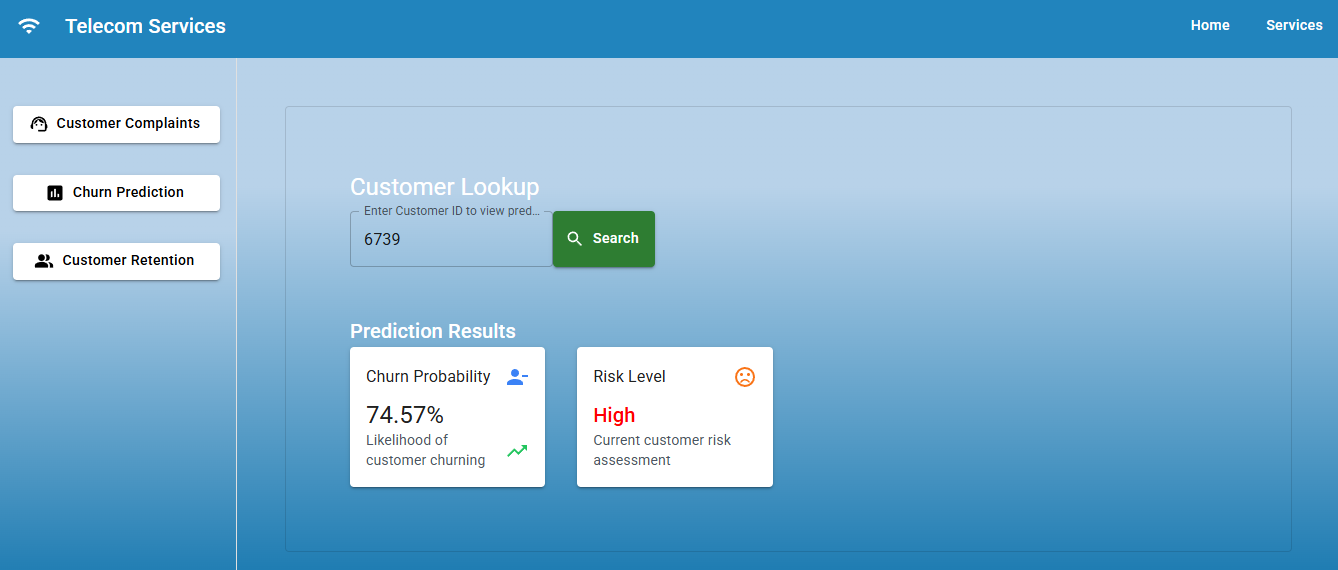 Telecom Services
Home
Services
Customer Complaints
Churn Prediction
Customer Retention
Customer Lookup
Enter Customer ID to view pred...
6739
Search
Prediction Results
Churn Probability
74.57%
Likelihood of
customer churning
Risk Level
High
Current customer risk
assessment